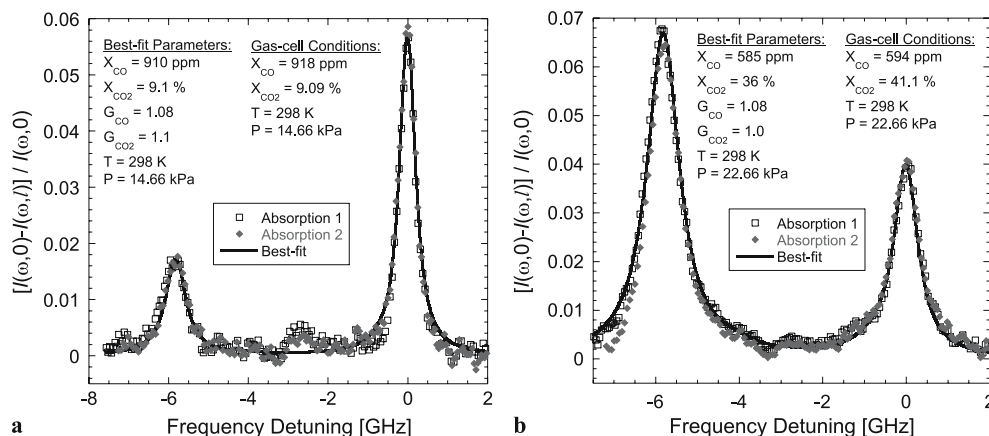 0.06
0.05
0.04
0.03
0.02
0.01
0
[I(ω,0)-I(ω,l)] / I(ω,0)
Best-fit Parameters:
X_CO = 910 ppm
X_CO2 = 9.1 %
G_CO = 1.08
G_CO2 = 1.1
T = 298 K
P = 14.66 kPa
Gas-cell Conditions:
X_CO = 918 ppm
X_CO2 = 9.09 %
T = 298 K
P = 14.66 kPa
Absorption 1
Absorption 2
Best-fit
-8 -6 -4 -2 0 2
Frequency Detuning [GHz]
a
0.07
0.06
0.05
0.04
0.03
0.02
0.01
0
[I(ω,0)-I(ω,l)] / I(ω,0)
Best-fit Parameters:
X_CO = 585 ppm
X_CO2 = 36 %
G_CO = 1.08
G_CO2 = 1.0
T = 298 K
P = 22.66 kPa
Gas-cell Conditions:
X_CO = 594 ppm
X_CO2 = 41.1 %
T = 298 K
P = 22.66 kPa
Absorption 1
Absorption 2
Best-fit
-6 -4 -2 0 2
Frequency Detuning [GHz]
b